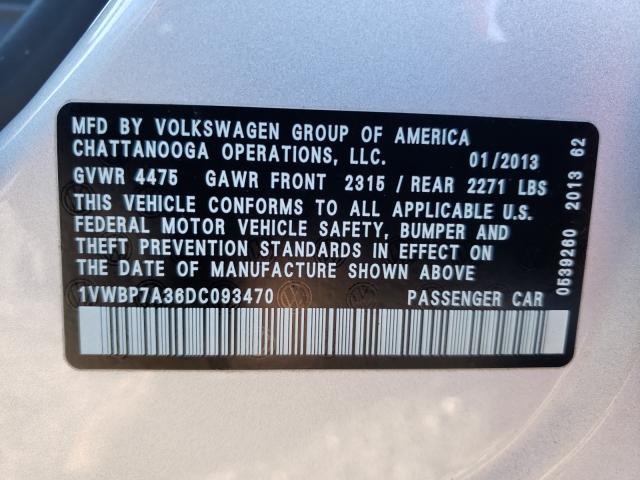 MFD BY VOLKSWAGEN GROUP OF AMERICA
CHATTANOOGA OPERATIONS, LLC. 01/2013
GVWR 4475 GAWR FRONT 2315 / REAR 2271 LBS
THIS VEHICLE CONFORMS TO ALL APPLICABLE U.S.
FEDERAL MOTOR VEHICLE SAFETY, BUMPER AND
THEFT PREVENTION STANDARDS IN EFFECT ON
THE DATE OF MANUFACTURE SHOWN ABOVE
1VWBP7A36DC093470 PASSENGER CAR
0539260 2013 62